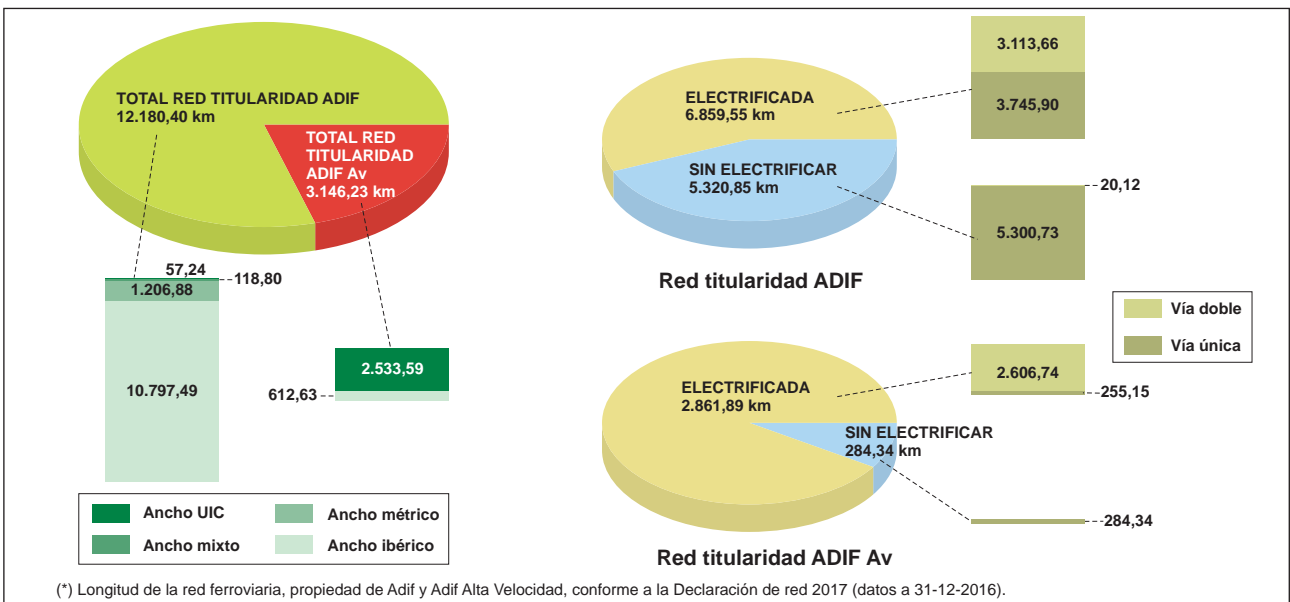 TOTAL RED TITULARIDAD ADIF
12.180,40 km
TOTAL RED
TITULARIDAD
ADIF Av
3.146,23 km
57,24
118,80
1.206,88
10.797,49
2.533,59
612,63
Ancho UIC
Ancho métrico
Ancho mixto
Ancho ibérico
ELECTRIFICADA
6.859,55 km
SIN ELECTRIFICAR
5.320,85 km
3.113,66
3.745,90
20,12
5.300,73
Red titularidad ADIF
Vía doble
Vía única
ELECTRIFICADA
2.861,89 km
SIN ELECTRIFICAR
284,34 km
2.606,74
255,15
284,34
Red titularidad ADIF Av
(*) Longitud de la red ferroviaria, propiedad de Adif y Adif Alta Velocidad, conforme a la Declaración de red 2017 (datos a 31-12-2016).